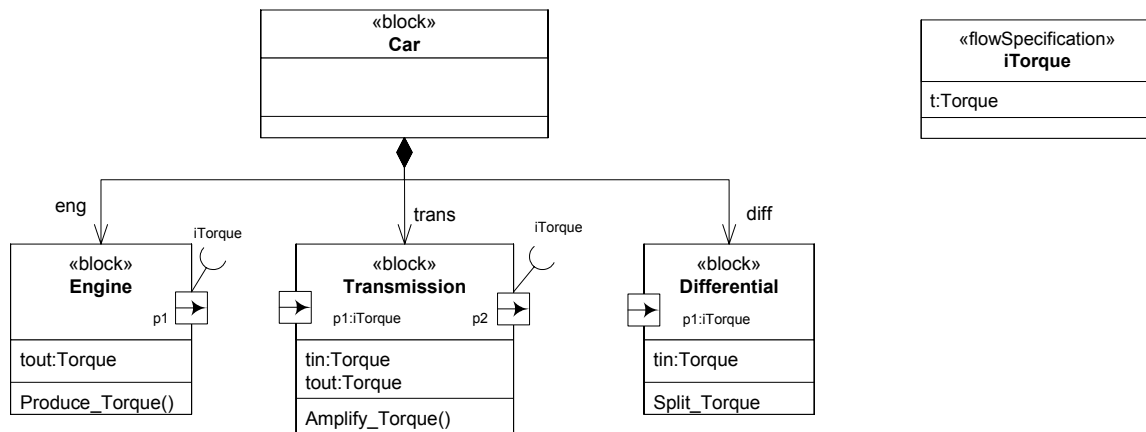 «block»
Car
«flowSpecification»
iTorque
t:Torque
eng
trans
diff
iTorque
iTorque
«block»
Engine
p1
tout:Torque
Produce_Torque()
«block»
Transmission
p1:iTorque
p2
tin:Torque
tout:Torque
Amplify_Torque()
«block»
Differential
p1:iTorque
tin:Torque
Split_Torque